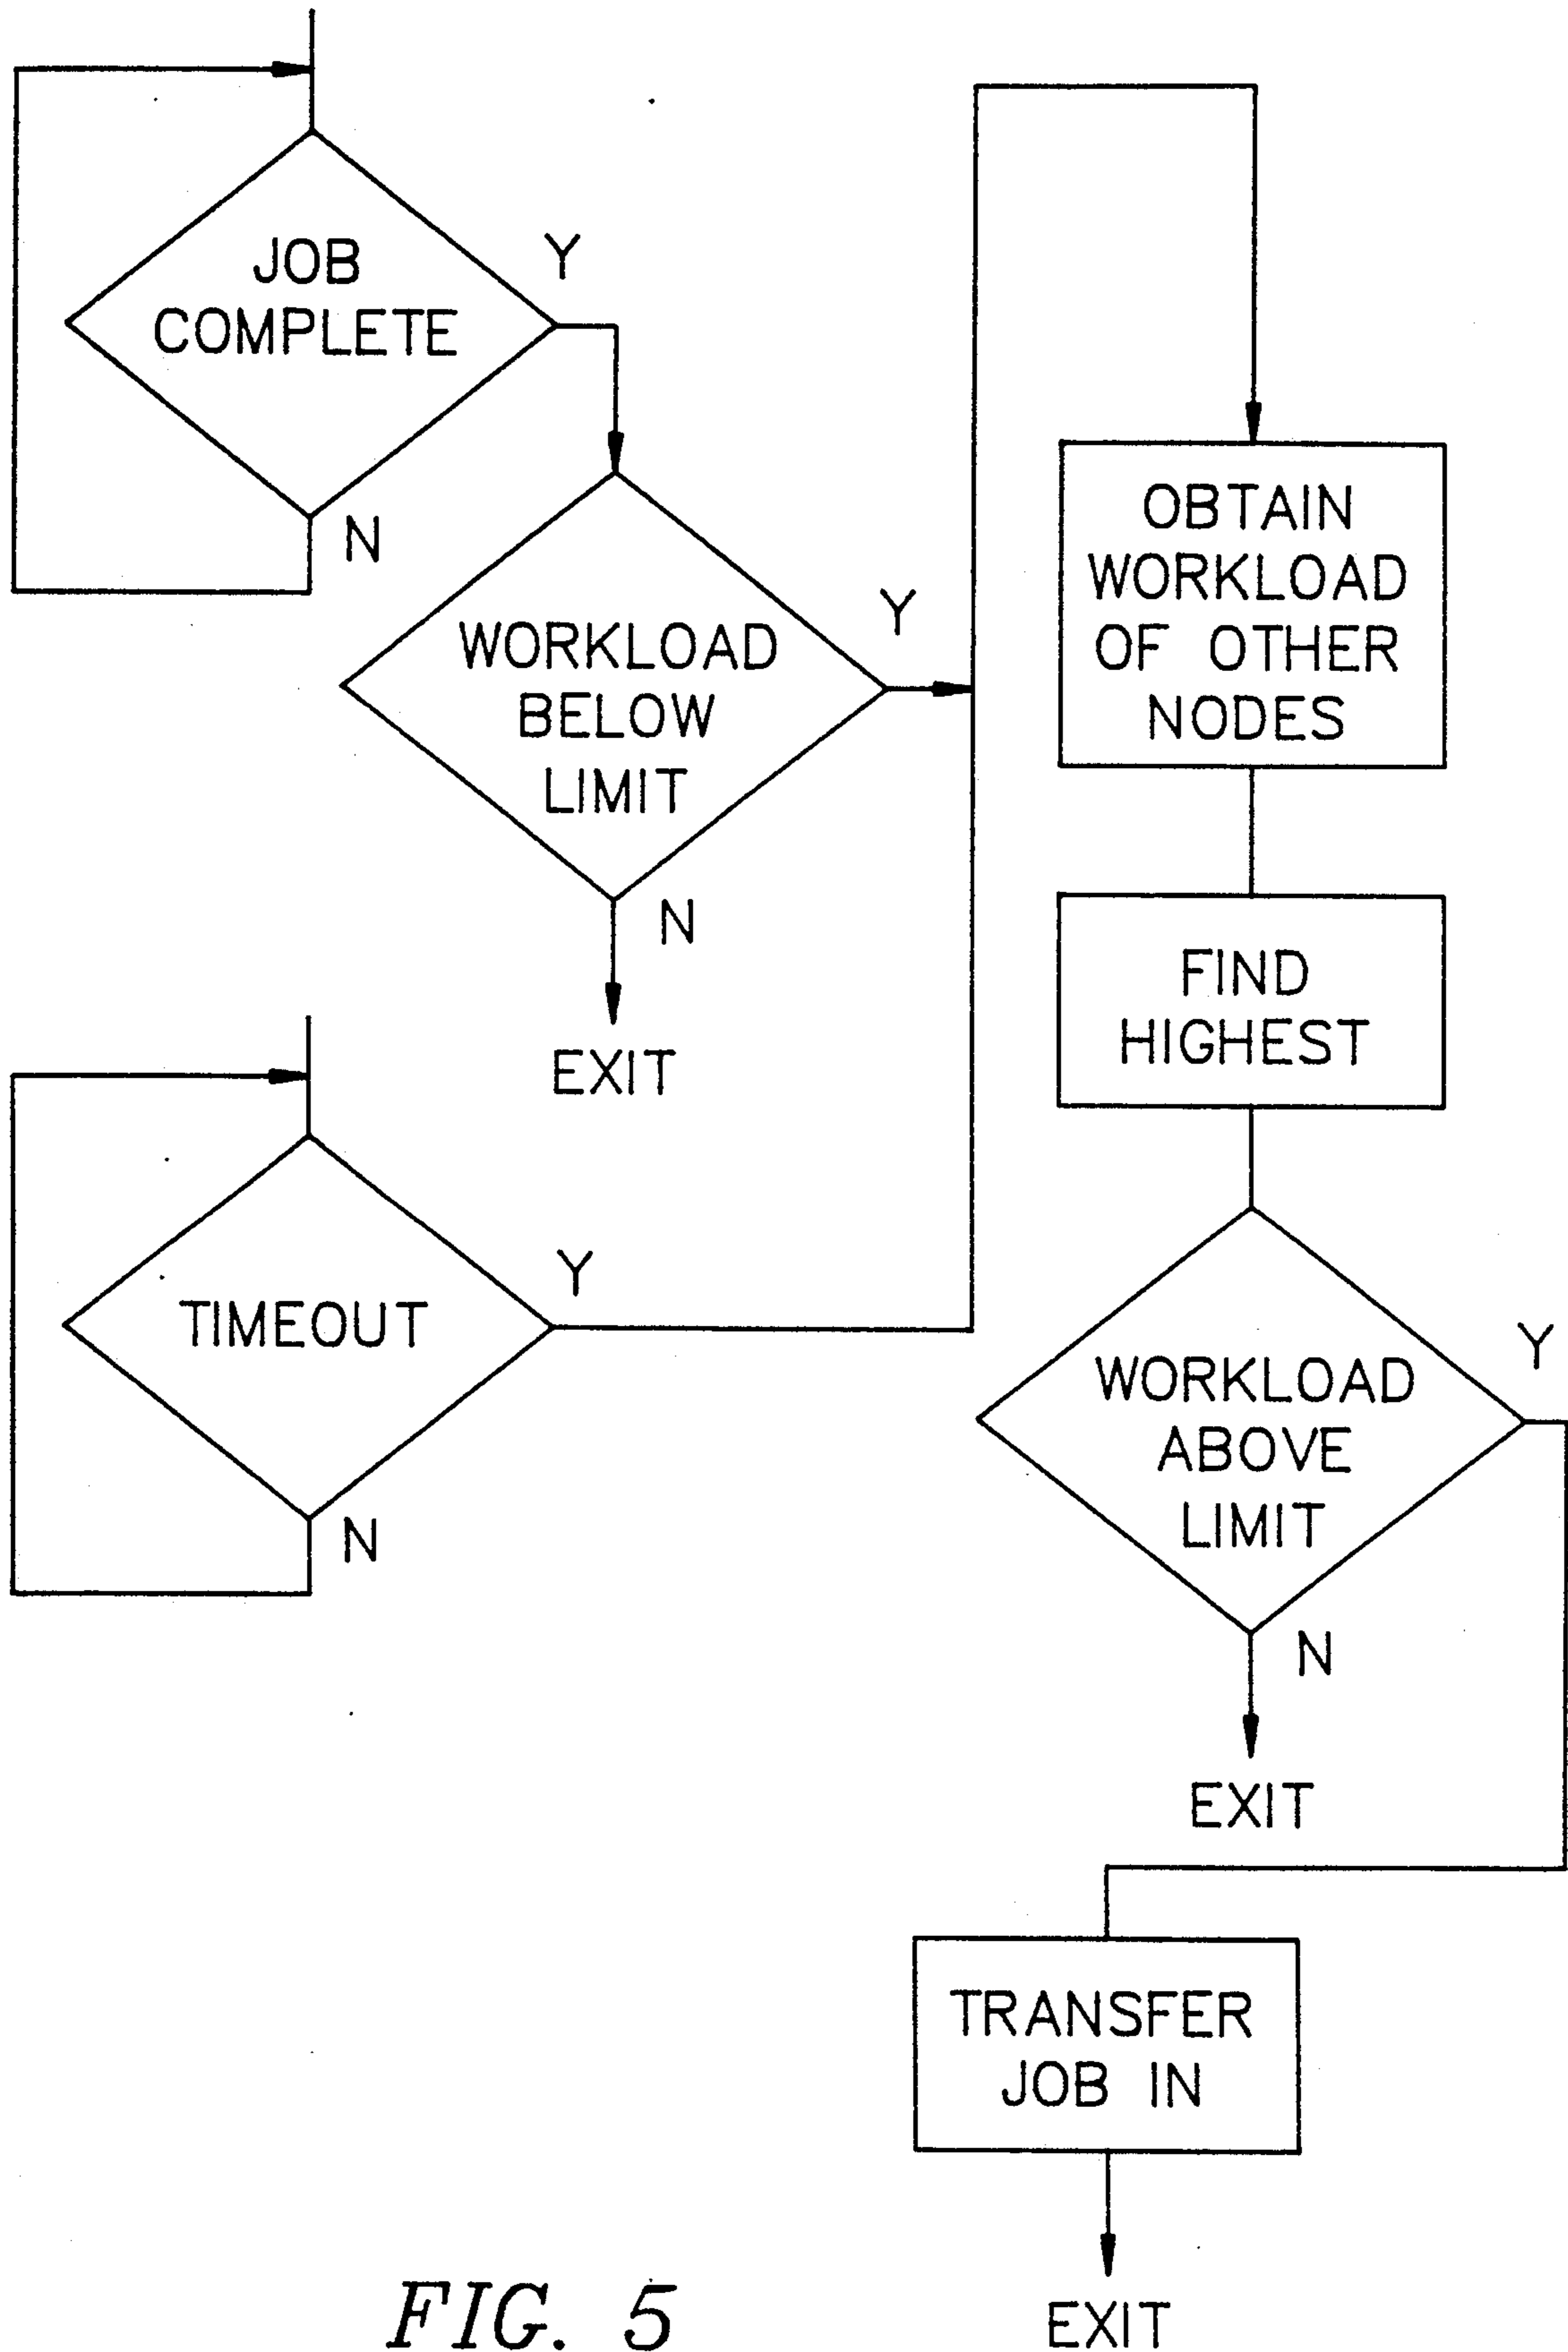 JOB
COMPLETE
Y
N
WORKLOAD
BELOW
LIMIT
Y
N
EXIT
TIMEOUT
Y
N
OBTAIN
WORKLOAD
OF OTHER
NODES
FIND
HIGHEST
WORKLOAD
ABOVE
LIMIT
Y
N
EXIT
TRANSFER
JOB IN
EXIT
FIG. 5